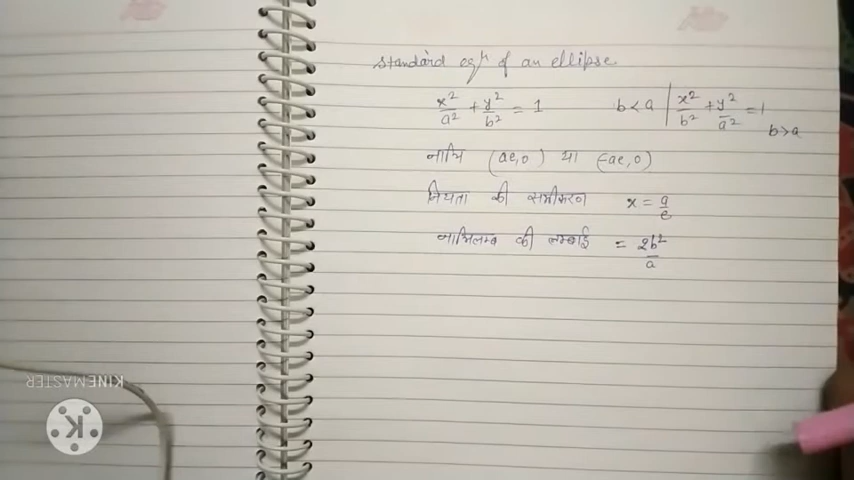 standard eqn of an ellipse
x²/a² + y²/b² = 1 b < a | x²/b² + y²/a² = 1 b > a
नाभि (ae,0) या (-ae,0)
नियता की समीकरण x = a/e
नाभिलम्ब की लम्बाई = 2b²/a
KINEMASTER
K